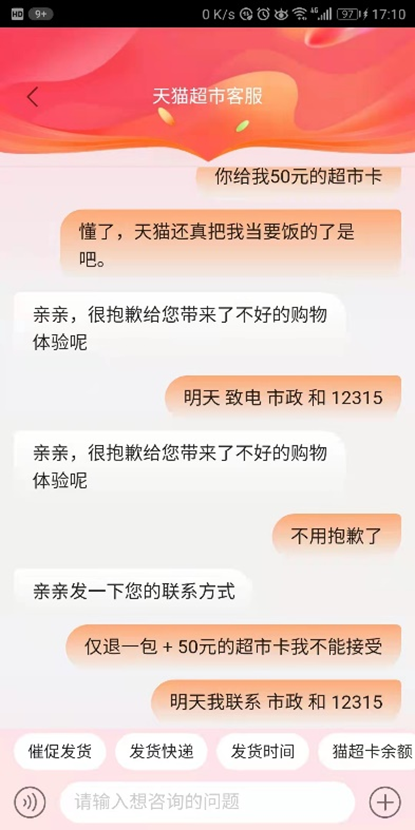 HD 9+ 0 K/s 4G 97 17:10
天猫超市客服
你给我50元的超市卡
懂了，天猫还真把我当要饭的了是
吧。
亲亲，很抱歉给您带来了不好的购物
体验呢
明天 致电 市政 和 12315
亲亲，很抱歉给您带来了不好的购物
体验呢
不用抱歉了
亲亲发一下您的联系方式
仅退一包 + 50元的超市卡我不能接受
明天我联系 市政 和 12315
催促发货 发货快递 发货时间 猫超卡余额
请输入想咨询的问题